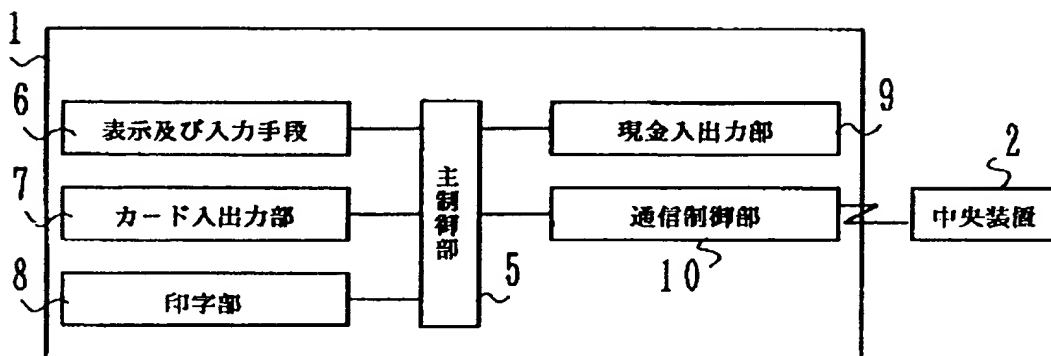 1
6
表示及び入力手段
7
カード入出力部
8
印字部
主制御部
5
現金入出力部
9
通信制御部
10
2
中央装置